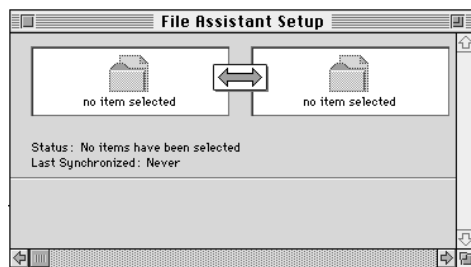 File Assistant Setup
no item selected
no item selected
Status: No items have been selected
Last Synchronized: Never